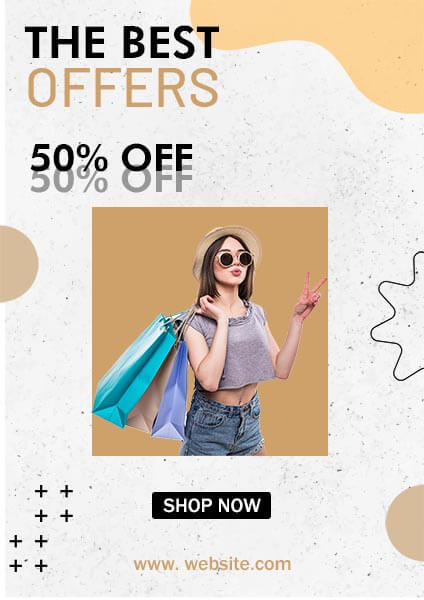 THE BEST
OFFERS
50% OFF
50% OFF
SHOP NOW
www. website.com